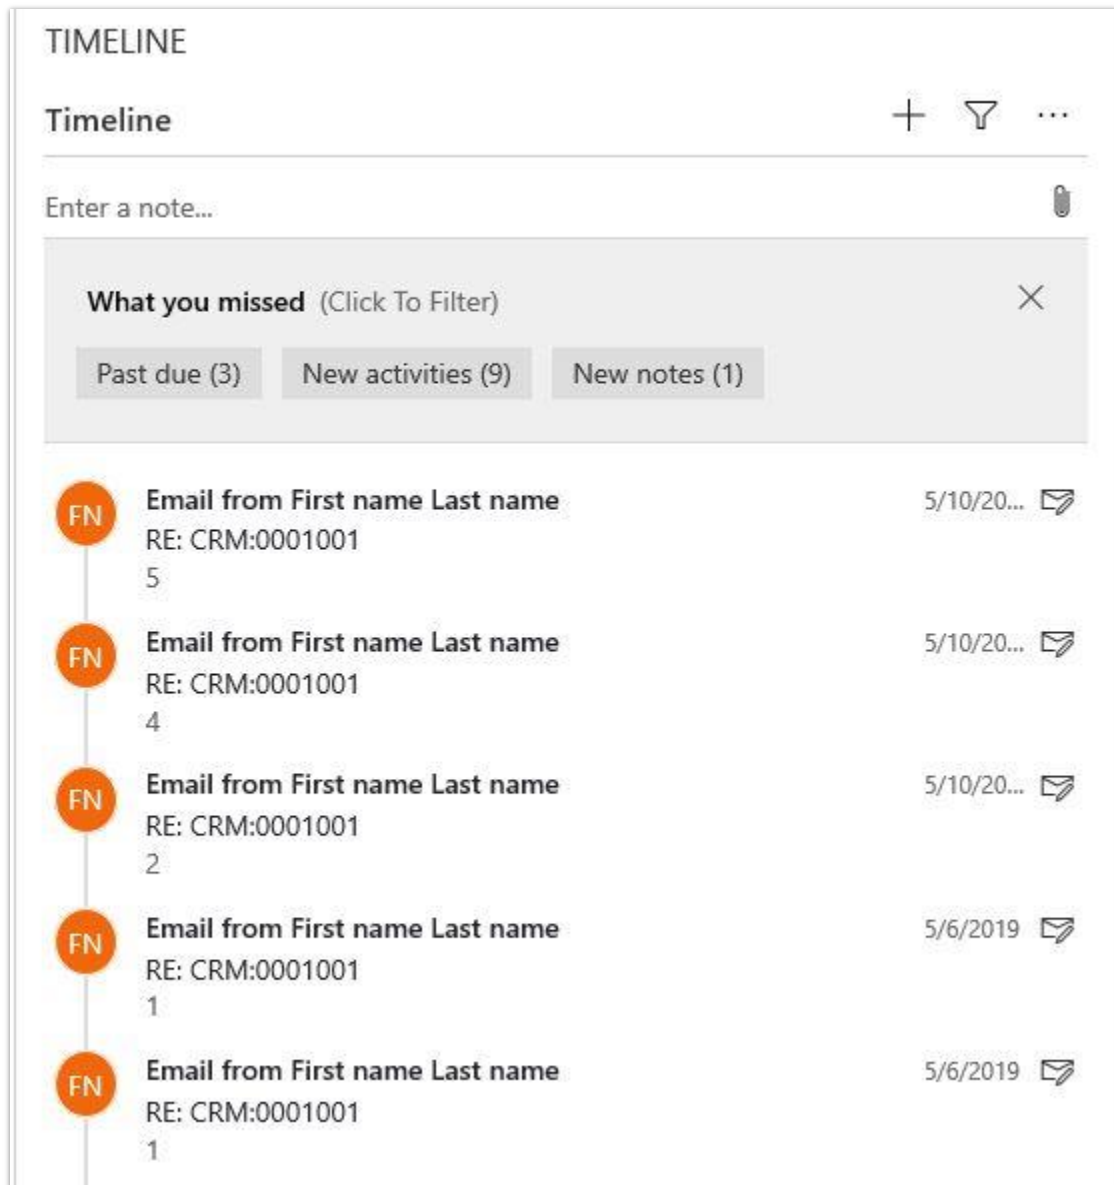 TIMELINE
Timeline
Enter a note...
What you missed (Click To Filter)
Past due (3) New activities (9) New notes (1)
FN Email from First name Last name 5/10/20...
RE: CRM:0001001
5
FN Email from First name Last name 5/10/20...
RE: CRM:0001001
4
FN Email from First name Last name 5/10/20...
RE: CRM:0001001
2
FN Email from First name Last name 5/6/2019
RE: CRM:0001001
1
FN Email from First name Last name 5/6/2019
RE: CRM:0001001
1